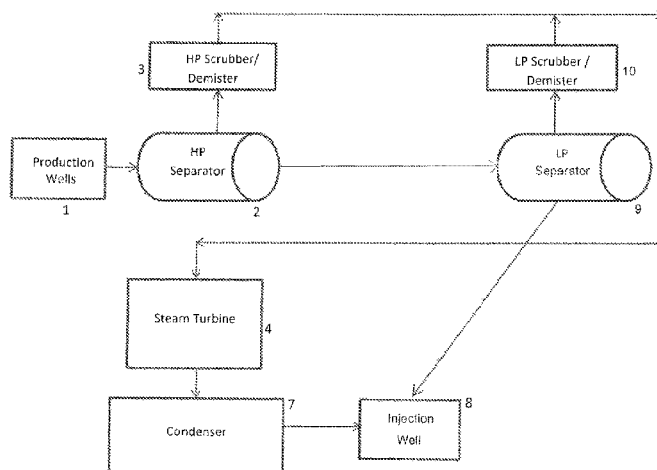 HP Scrubber/
Demister
3
LP Scrubber /
Demister
10
Production
Wells
1
HP
Separator
2
LP
Separator
9
Steam Turbine
4
Condenser
7
Injection
Well
8